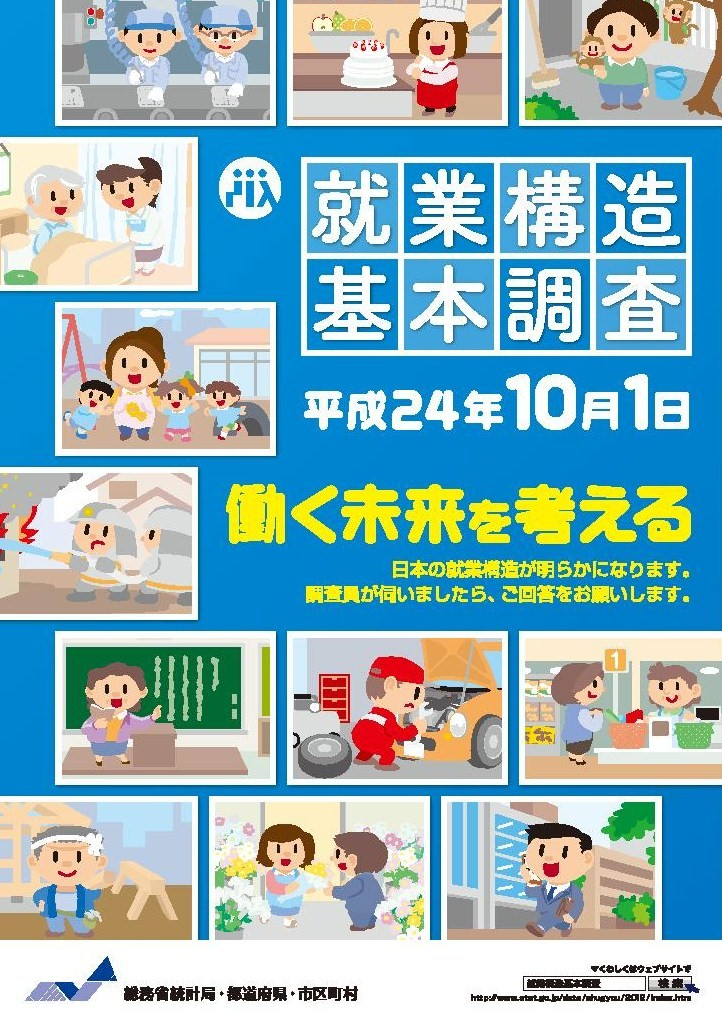 就業構造
基本調査
平成24年10月1日
働く未来を考える
日本の就業構造が明らかになります。
調査員が伺いましたら、ご回答をお願いします。
1
総務省統計局・都道府県・市区町村
▼くわしくはウェブサイトで
就業構造基本調査 検索
http://www.stat.go.jp/data/shugyou/2012/index.htm